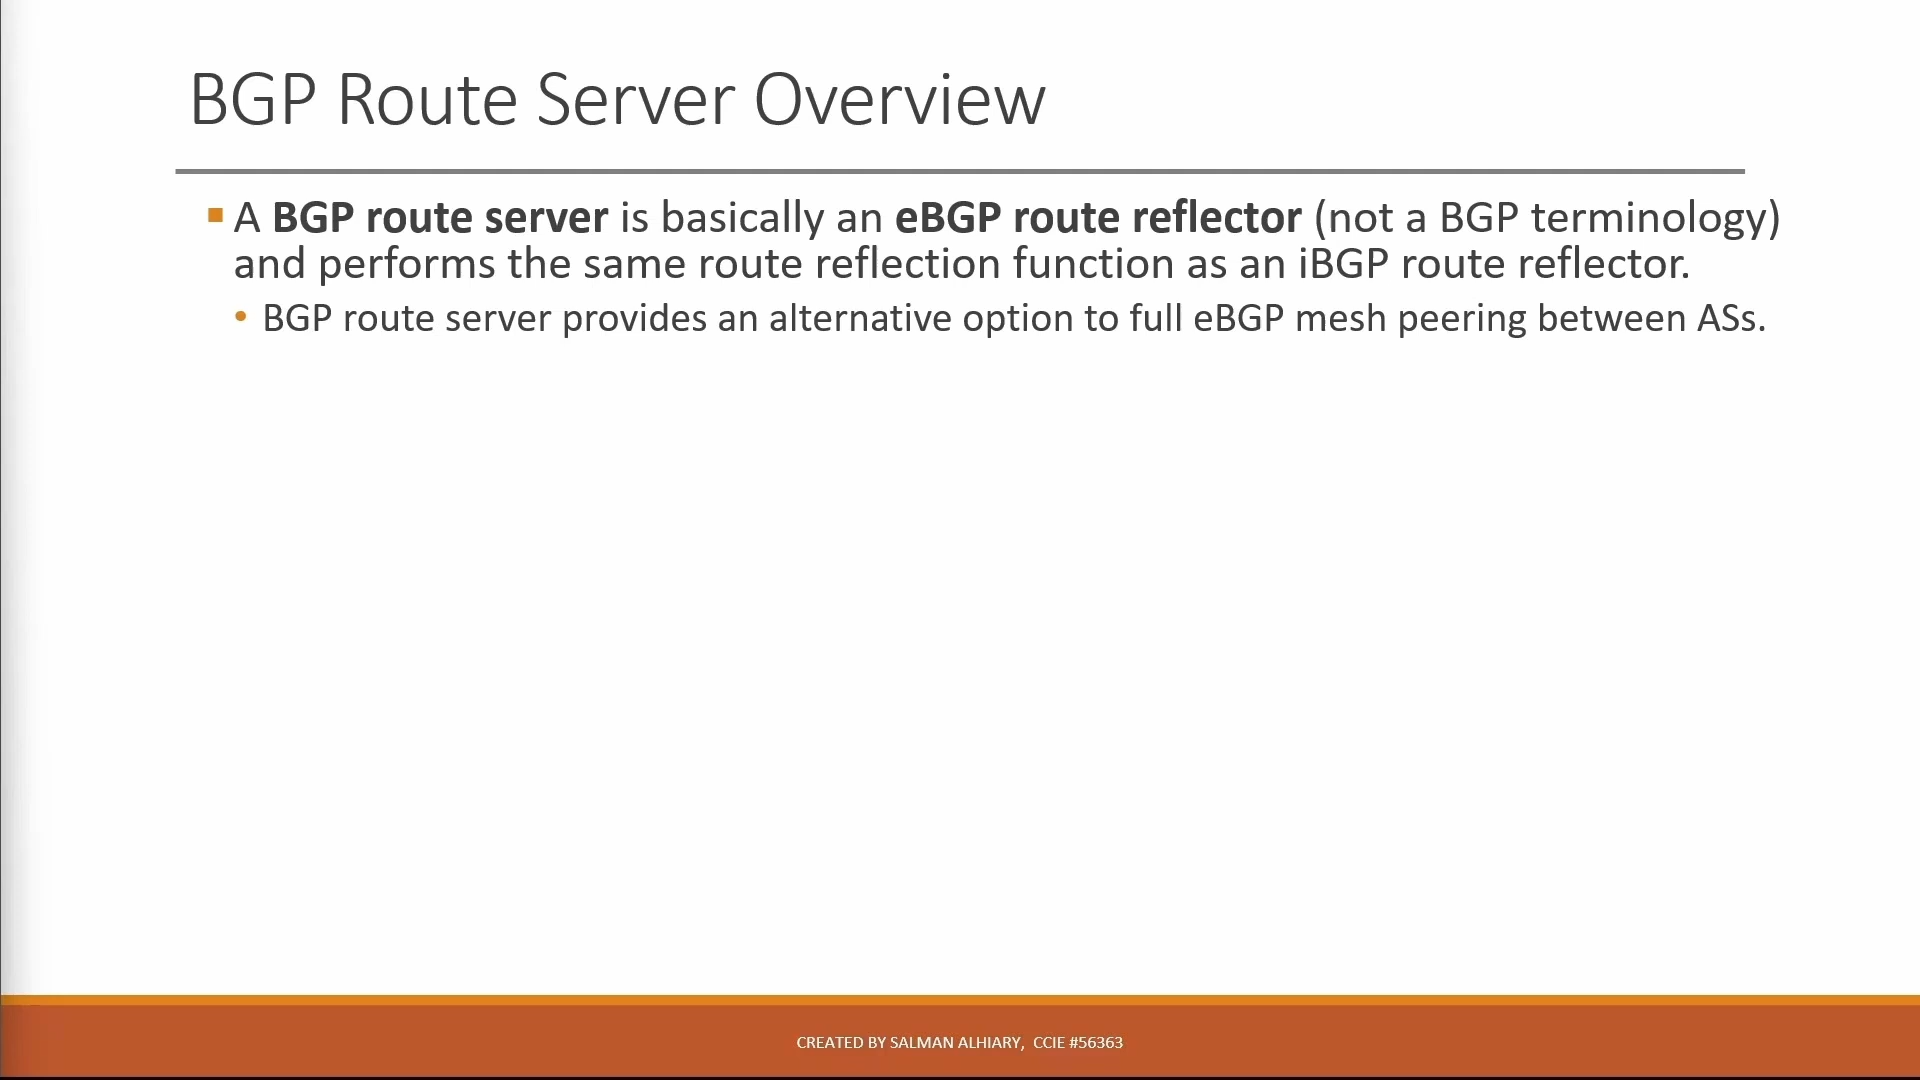 BGP Route Server Overview
A BGP route server is basically an eBGP route reflector (not a BGP terminology)
and performs the same route reflection function as an iBGP route reflector.
BGP route server provides an alternative option to full eBGP mesh peering between ASs.
CREATED BY SALMAN ALHIARY, CCIE #56363